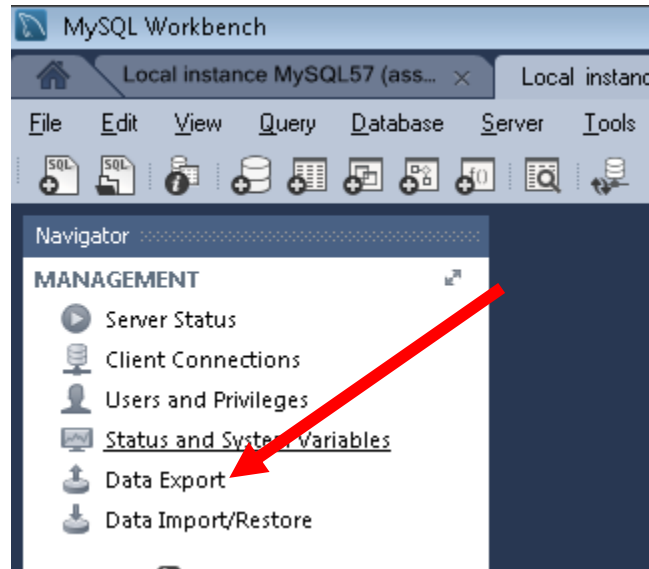 MySQL Workbench
Local instance MySQL57 (ass... × Local instanc
File Edit View Query Database Server Tools
SQL SQL i f()
Navigator
MANAGEMENT
Server Status
Client Connections
Users and Privileges
Status and System Variables
Data Export
Data Import/Restore